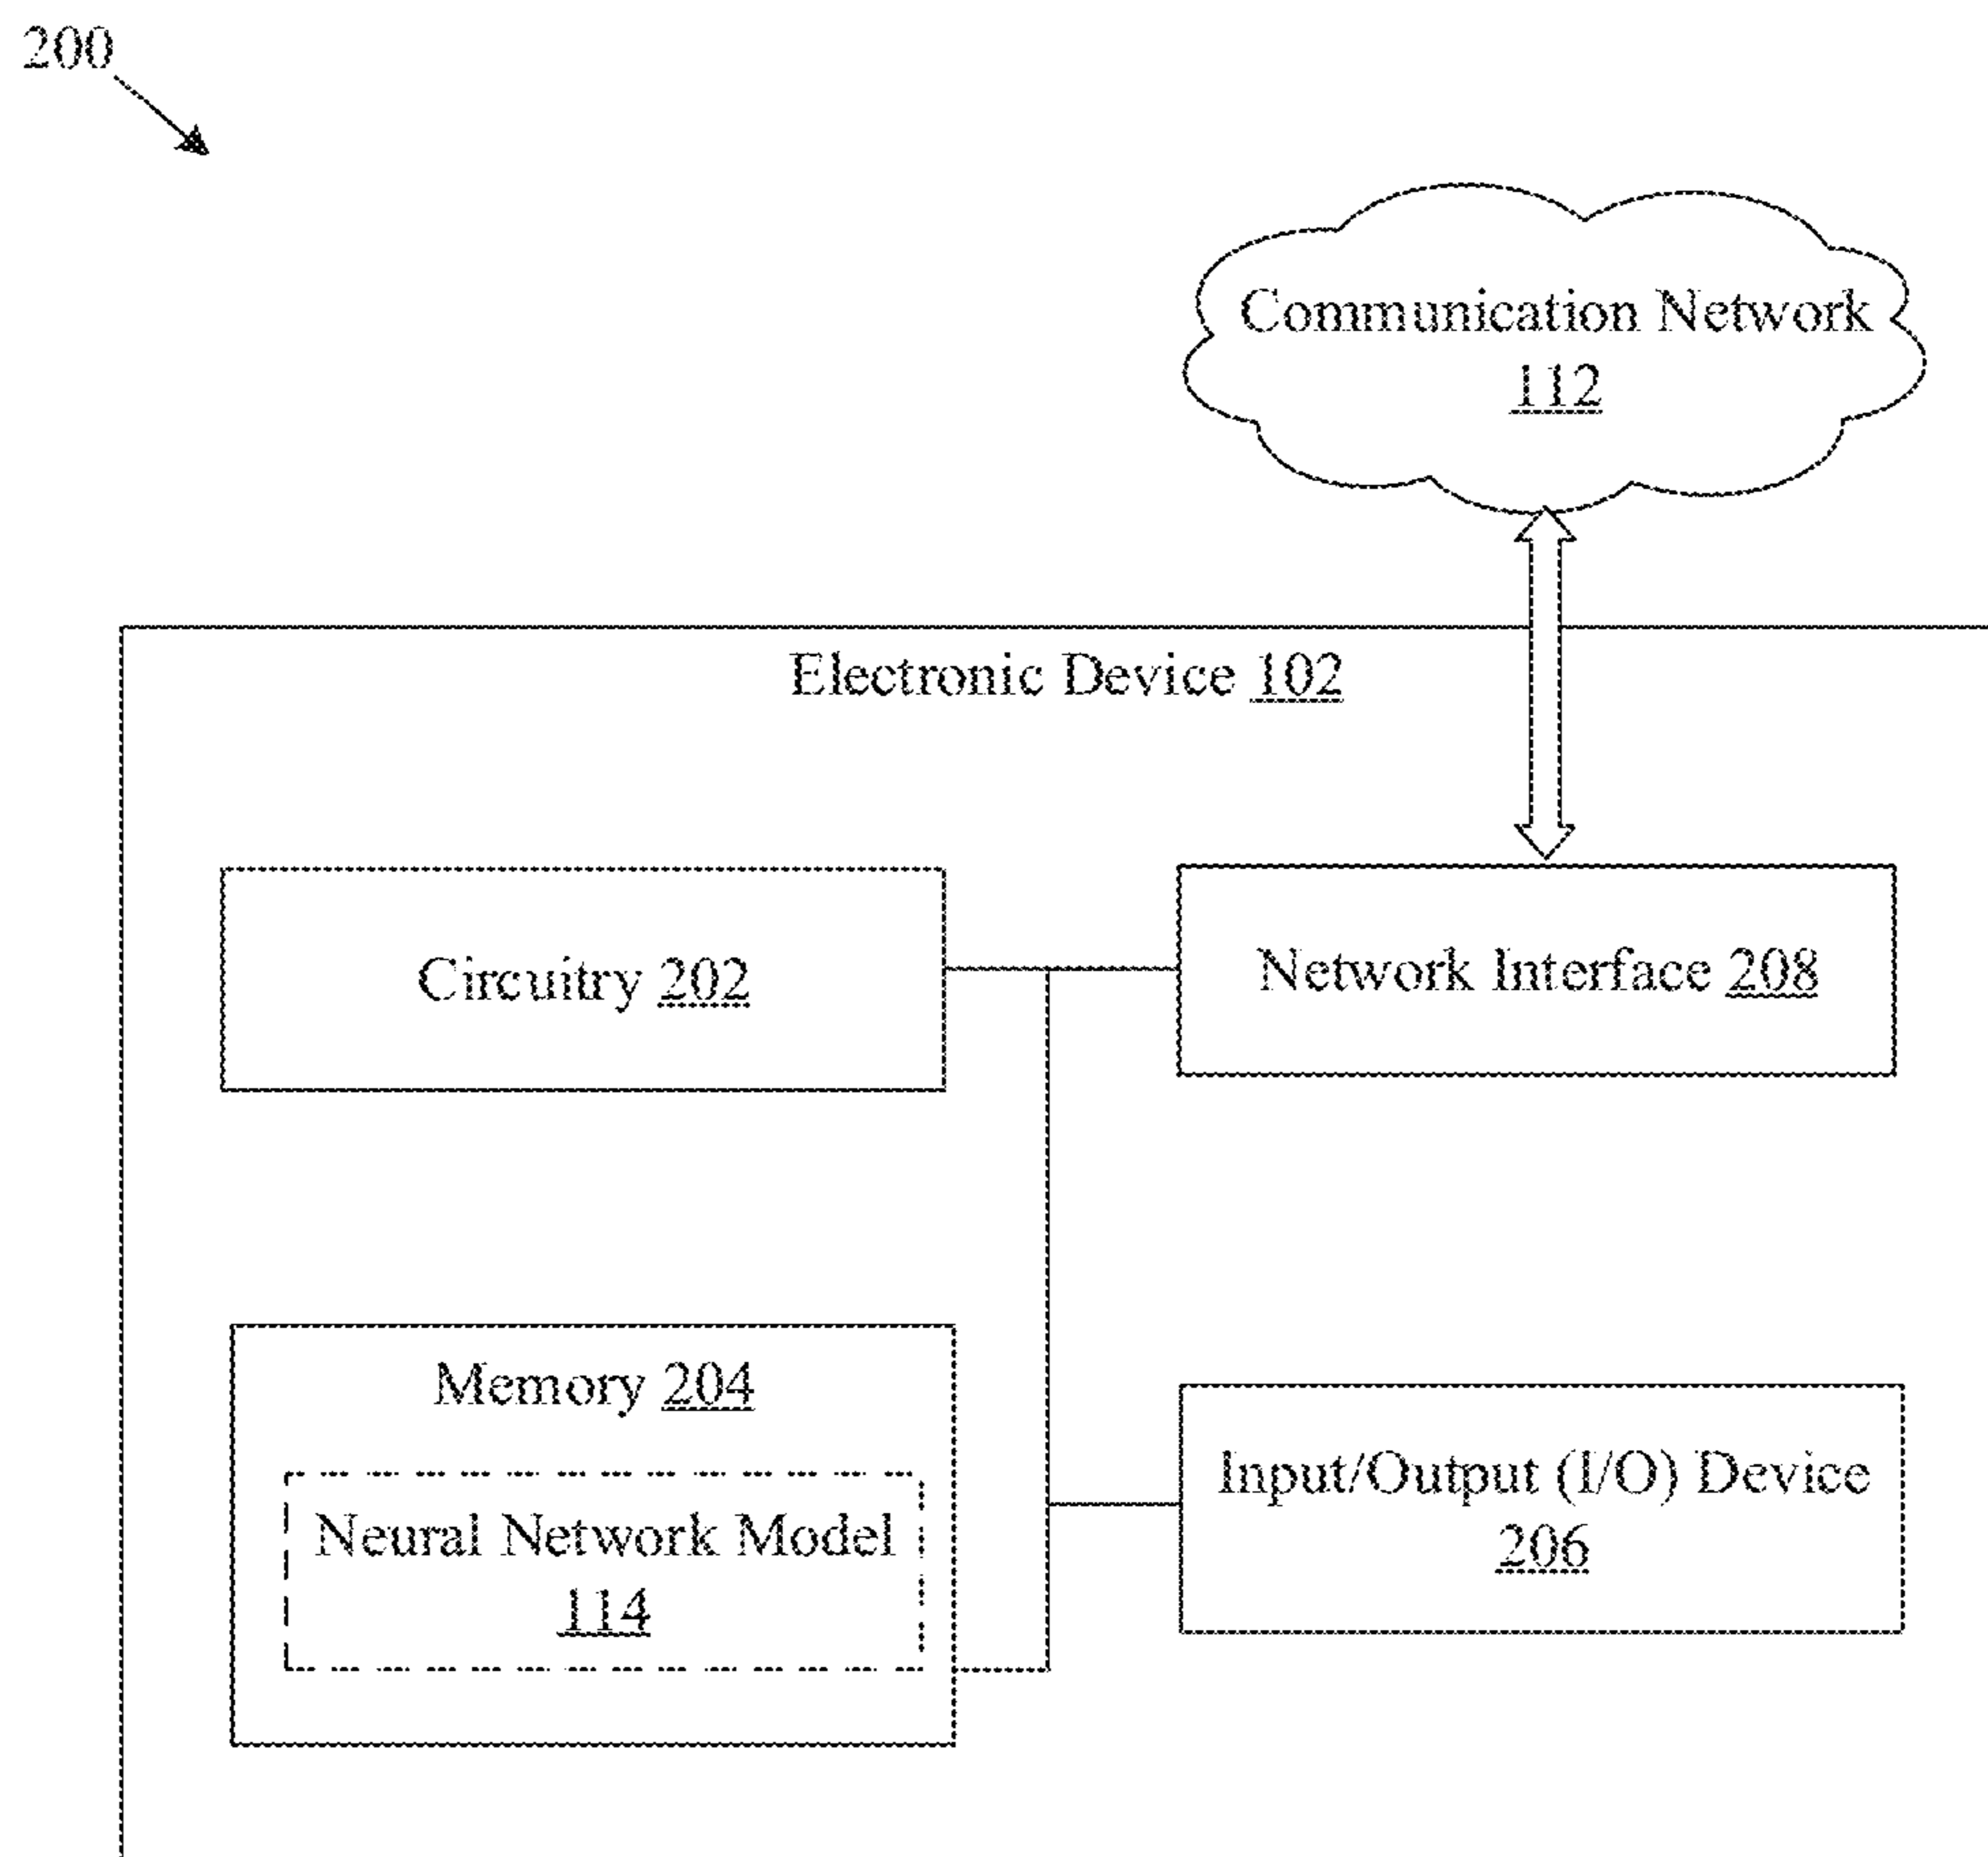 200
Communication Network
112
Electronic Device 102
Circuitry 202
Network Interface 208
Memory 204
Neural Network Model
114
Input/Output (I/O) Device
206